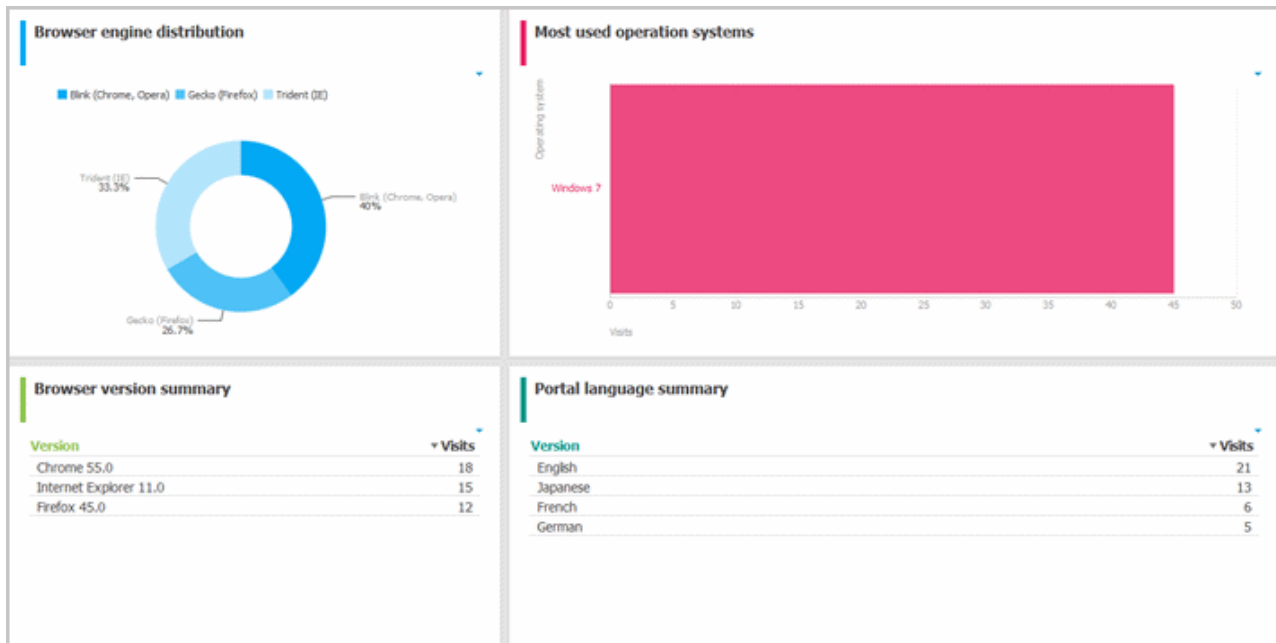 Browser engine distribution
Blink (Chrome, Opera) Gecko (Firefox) Trident (IE)
Trident (IE)
33.3%
Blink (Chrome, Opera)
40%
Gecko (Firefox)
26.7%
Most used operation systems
Operating system
Windows 7
0 5 10 15 20 25 30 35 40 45 50
Visits
Browser version summary
Version Visits
Chrome 55.0 18
Internet Explorer 11.0 15
Firefox 45.0 12
Portal language summary
Version Visits
English 21
Japanese 13
French 6
German 5